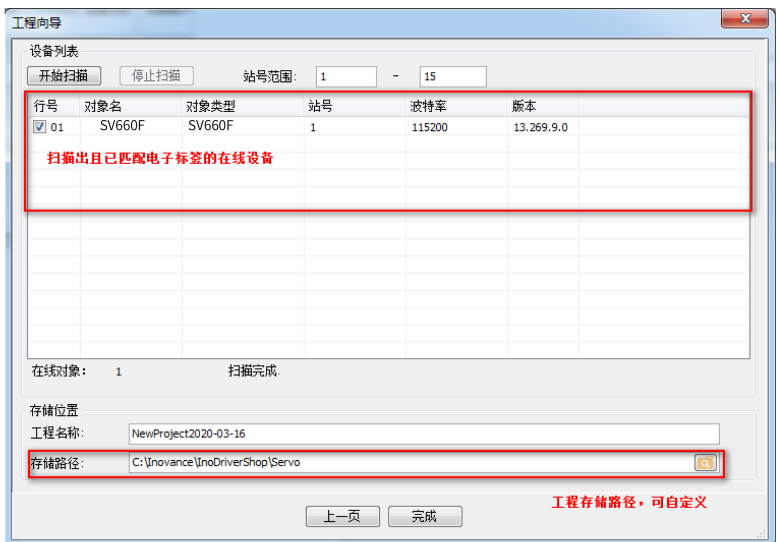 工程向导
设备列表
开始扫描 停止扫描 站号范围: 1 - 15
行号 对象名 对象类型 站号 波特率 版本
01 SV660F SV660F 1 115200 13.269.9.0
扫描出且已匹配电子标签的在线设备
在线对象: 1 扫描完成.
存储位置
工程名称: NewProject2020-03-16
存储路径: C:\Inovance\InoDriverShop\Servo
工程存储路径，可自定义
上一页 完成